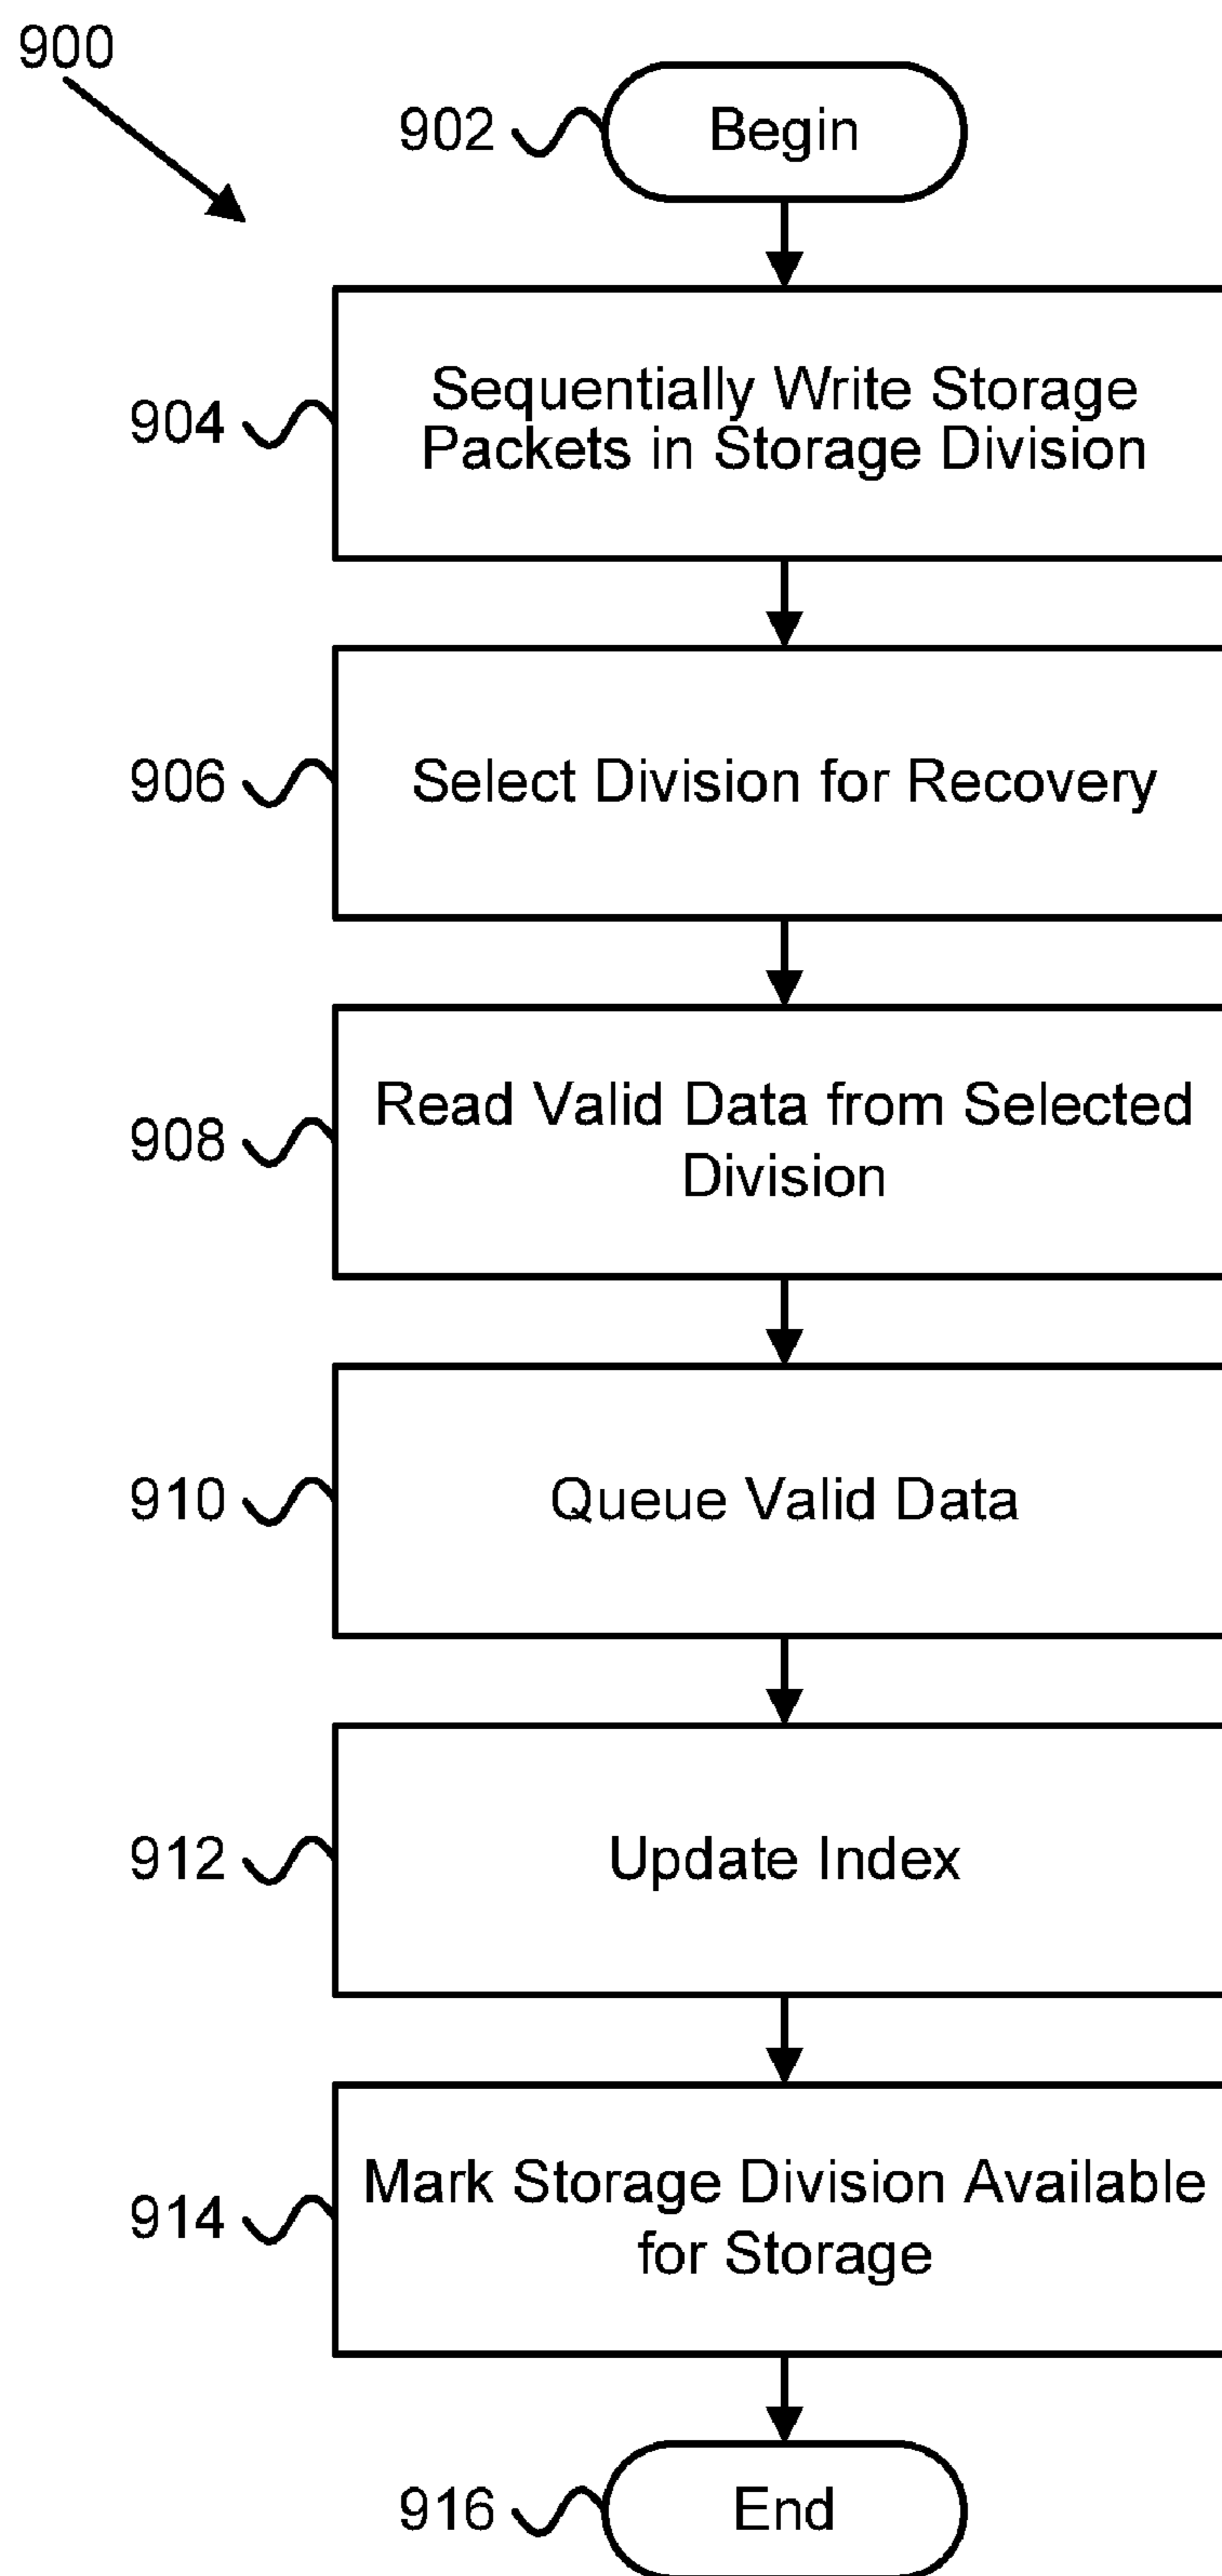 900
902
Begin
904
Sequentially Write Storage
Packets in Storage Division
906
Select Division for Recovery
908
Read Valid Data from Selected
Division
910
Queue Valid Data
912
Update Index
914
Mark Storage Division Available
for Storage
916
End